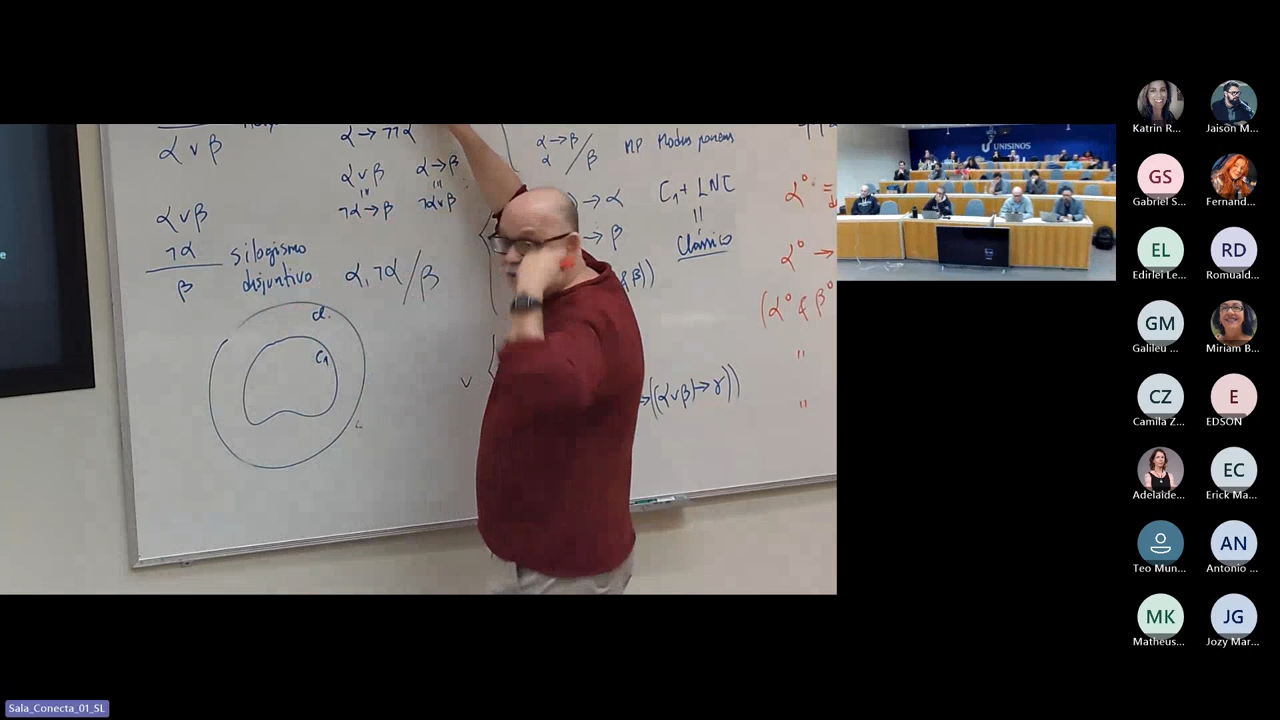 α ∨ β
α ∨ β
¬α
silogismo
disjuntivo
β
α → ¬¬α
α ∨ β
α → β
¬α → β
¬α ∨ β
α, ¬α / β
cl.
C₁
α → β
α / β
MP Modus ponens
→ α
→ β
& β))
C₁ + LNC
=
Clássico
∨
→ ((α ∨ β) → γ))
α° =
α° →
(α° & β°
"
"
UNISINOS
e
Katrin R...
Jaison M...
GS
Gabriel S...
Fernand...
EL
Edirlei Le...
RD
Romuald...
GM
Galileu ...
Miriam B...
CZ
Camila Z...
E
EDSON
Adelaide...
EC
Erick Ma...
Teo Mun...
AN
Antonio ...
MK
Matheus...
JG
Jozy Mar...
Sala_Conecta_01_SL